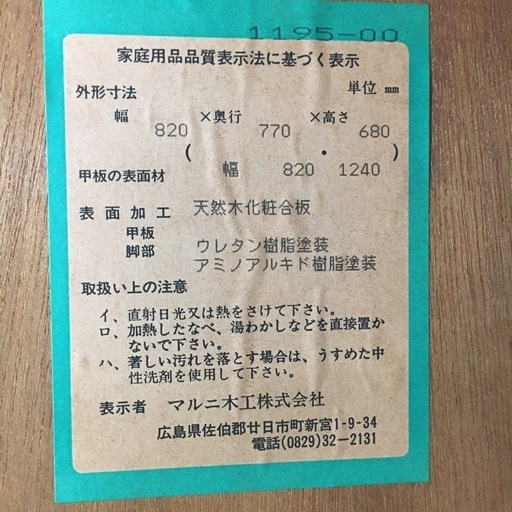 1195-00
家庭用品品質表示法に基づく表示
外形寸法 単位 mm
幅 ×奥行 ×高さ
820 770 680
( 幅 820 ・ 1240 )
甲板の表面材
表面加工 天然木化粧合板
甲板
脚部 ウレタン樹脂塗装
アミノアルキド樹脂塗装
取扱い上の注意
イ、直射日光又は熱をさけて下さい。
ロ、加熱したなべ、湯わかしなどを直接置か
ないで下さい。
ハ、著しい汚れを落とす場合は、うすめた中
性洗剤を使用して下さい。
表示者 マルニ木工株式会社
広島県佐伯郡廿日市町新宮1-9-34
電話(0829)32-2131